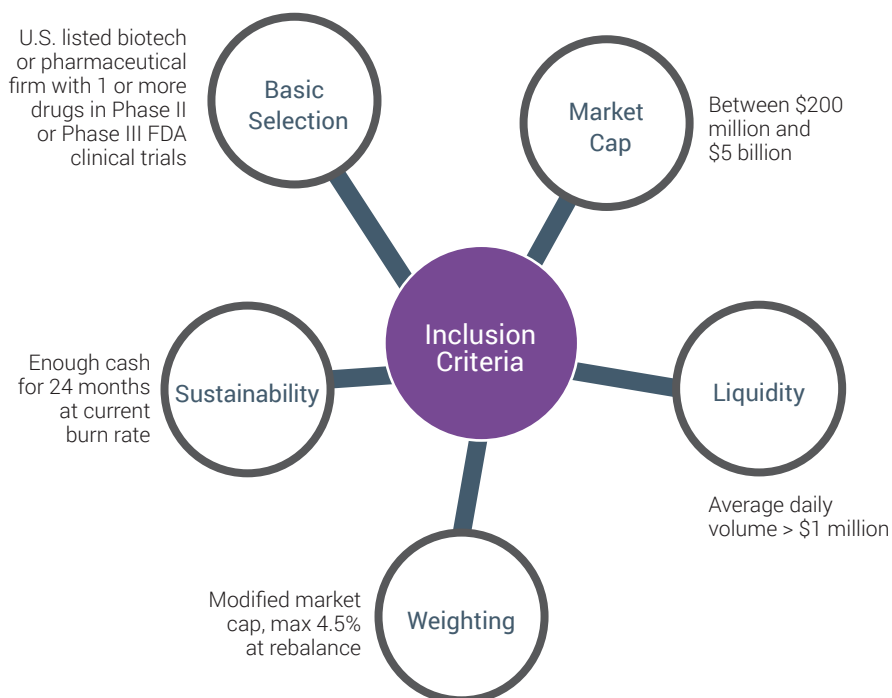 U.S. listed biotech
or pharmaceutical
firm with 1 or more
drugs in Phase II
or Phase III FDA
clinical trials
Basic
Selection
Market
Cap
Between $200
million and
$5 billion
Inclusion
Criteria
Enough cash
for 24 months
at current
burn rate
Sustainability
Liquidity
Average daily
volume > $1 million
Modified market
cap, max 4.5%
at rebalance
Weighting